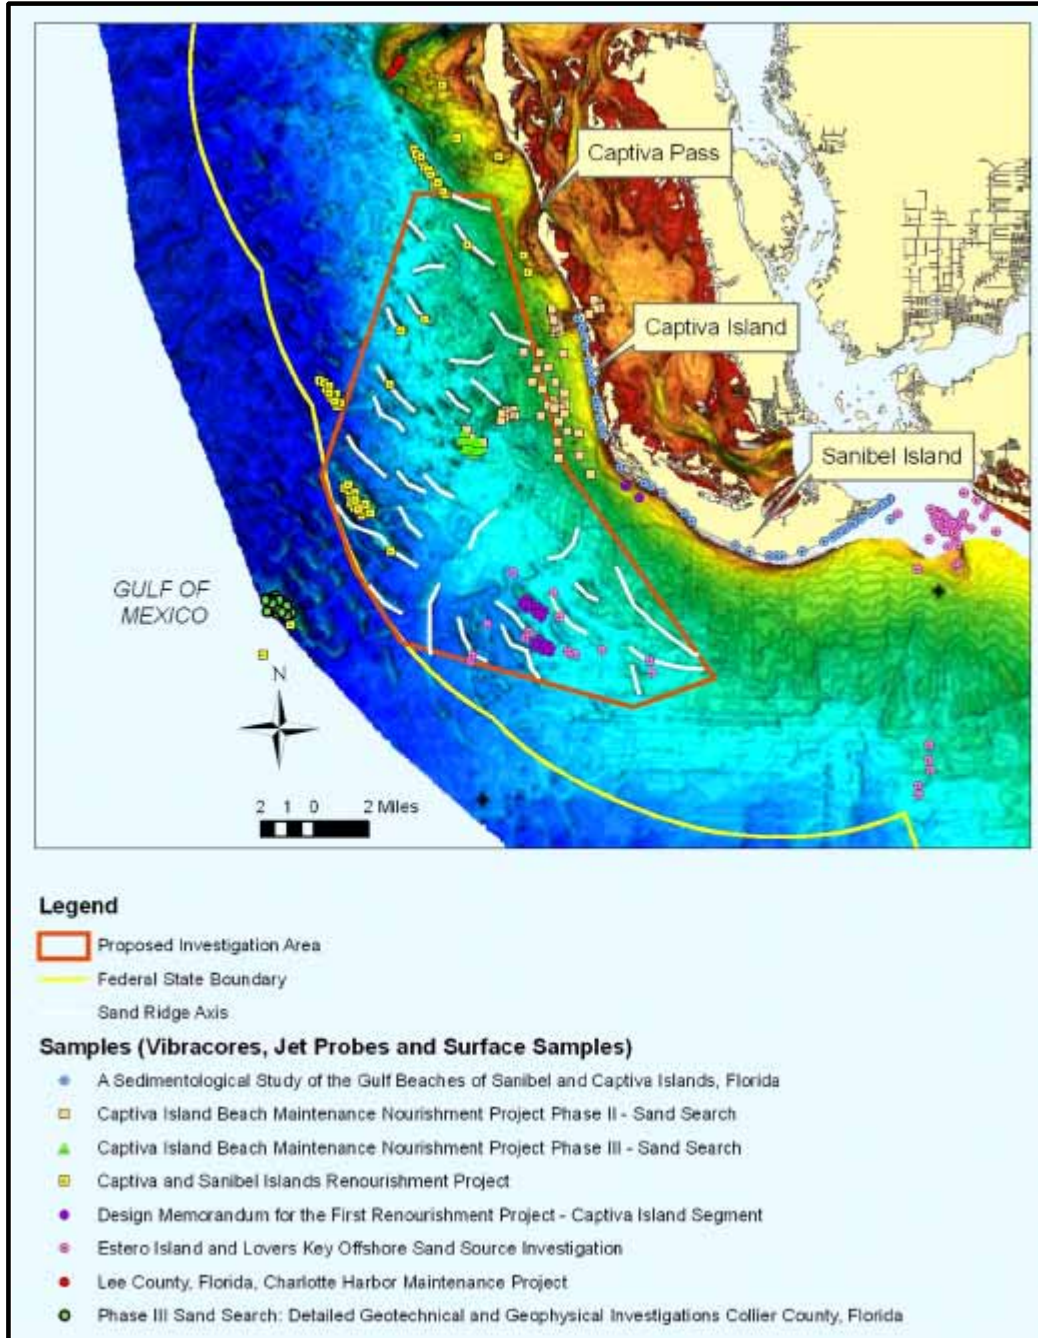 Captiva Pass
Captiva Island
Sanibel Island
GULF OF
MEXICO
N
2 1 0 2 Miles
Legend
Proposed Investigation Area
Federal State Boundary
Sand Ridge Axis
Samples (Vibracores, Jet Probes and Surface Samples)
A Sedimentological Study of the Gulf Beaches of Sanibel and Captiva Islands, Florida
Captiva Island Beach Maintenance Nourishment Project Phase II - Sand Search
Captiva Island Beach Maintenance Nourishment Project Phase III - Sand Search
Captiva and Sanibel Islands Renourishment Project
Design Memorandum for the First Renourishment Project - Captiva Island Segment
Estero Island and Lovers Key Offshore Sand Source Investigation
Lee County, Florida, Charlotte Harbor Maintenance Project
Phase III Sand Search: Detailed Geotechnical and Geophysical Investigations Collier County, Florida